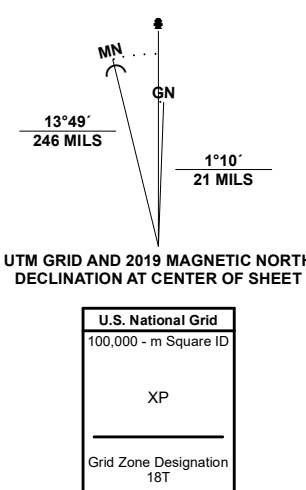 MN
GN
13°49´
246 MILS
1°10´
21 MILS
UTM GRID AND 2019 MAGNETIC NORTH
DECLINATION AT CENTER OF SHEET
U.S. National Grid
100,000 - m Square ID
XP
Grid Zone Designation
18T